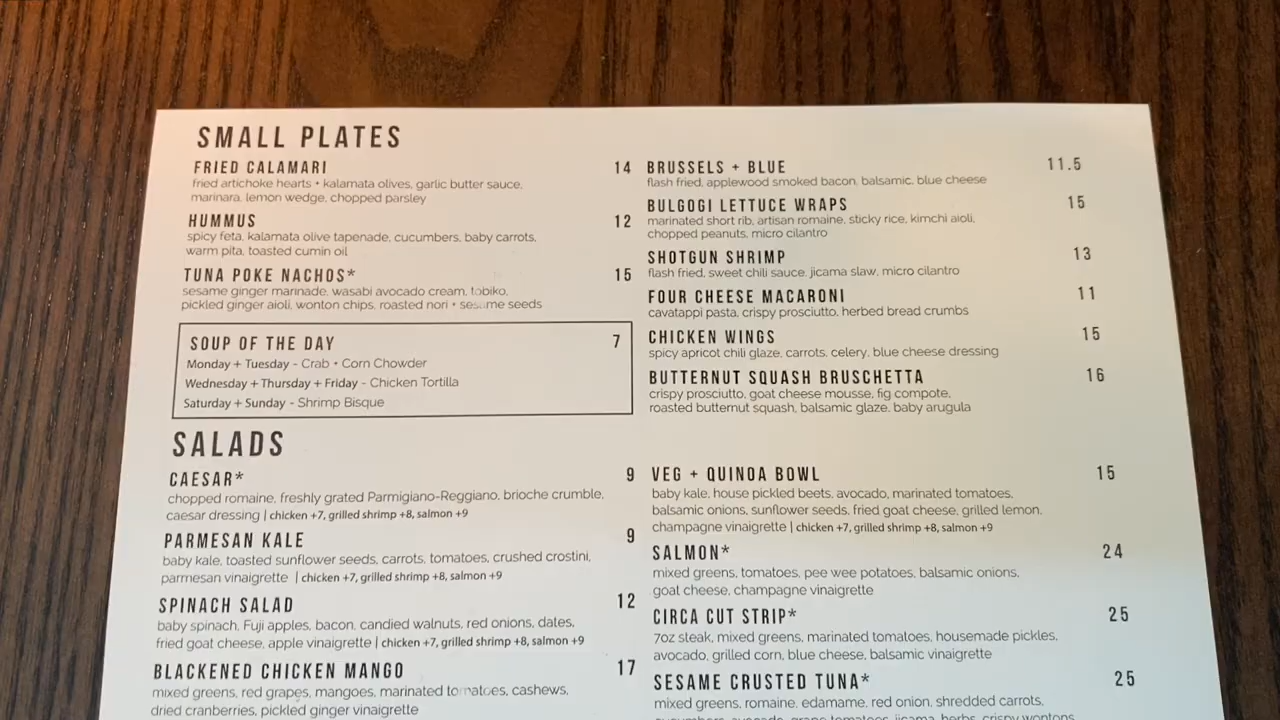 SMALL PLATES
FRIED CALAMARI 14
fried artichoke hearts + kalamata olives, garlic butter sauce,
marinara, lemon wedge, chopped parsley
HUMMUS 12
spicy feta, kalamata olive tapenade, cucumbers, baby carrots,
warm pita, toasted cumin oil
TUNA POKE NACHOS* 15
sesame ginger marinade, wasabi avocado cream, tobiko,
pickled ginger aioli, wonton chips, roasted nori + sesame seeds
SOUP OF THE DAY 7
Monday + Tuesday - Crab + Corn Chowder
Wednesday + Thursday + Friday - Chicken Tortilla
Saturday + Sunday - Shrimp Bisque
BRUSSELS + BLUE 11.5
flash fried, applewood smoked bacon, balsamic, blue cheese
BULGOGI LETTUCE WRAPS 15
marinated short rib, artisan romaine, sticky rice, kimchi aioli,
chopped peanuts, micro cilantro
SHOTGUN SHRIMP 13
flash fried, sweet chili sauce, jicama slaw, micro cilantro
FOUR CHEESE MACARONI 11
cavatappi pasta, crispy prosciutto, herbed bread crumbs
CHICKEN WINGS 15
spicy apricot chili glaze, carrots, celery, blue cheese dressing
BUTTERNUT SQUASH BRUSCHETTA 16
crispy prosciutto, goat cheese mousse, fig compote,
roasted butternut squash, balsamic glaze, baby arugula
SALADS
CAESAR* 9
chopped romaine, freshly grated Parmigiano-Reggiano, brioche crumble,
caesar dressing | chicken +7, grilled shrimp +8, salmon +9
PARMESAN KALE 9
baby kale, toasted sunflower seeds, carrots, tomatoes, crushed crostini,
parmesan vinaigrette | chicken +7, grilled shrimp +8, salmon +9
SPINACH SALAD 12
baby spinach, Fuji apples, bacon, candied walnuts, red onions, dates,
fried goat cheese, apple vinaigrette | chicken +7, grilled shrimp +8, salmon +9
BLACKENED CHICKEN MANGO 17
mixed greens, red grapes, mangoes, marinated tomatoes, cashews,
dried cranberries, pickled ginger vinaigrette
VEG + QUINOA BOWL 15
baby kale, house pickled beets, avocado, marinated tomatoes,
balsamic onions, sunflower seeds, fried goat cheese, grilled lemon,
champagne vinaigrette | chicken +7, grilled shrimp +8, salmon +9
SALMON* 24
mixed greens, tomatoes, pee wee potatoes, balsamic onions,
goat cheese, champagne vinaigrette
CIRCA CUT STRIP* 25
7oz steak, mixed greens, marinated tomatoes, housemade pickles,
avocado, grilled corn, blue cheese, balsamic vinaigrette
SESAME CRUSTED TUNA* 25
mixed greens, romaine, edamame, red onion, shredded carrots,
cucumbers, avocado, grape tomatoes, jicama, herbs, crispy wontons